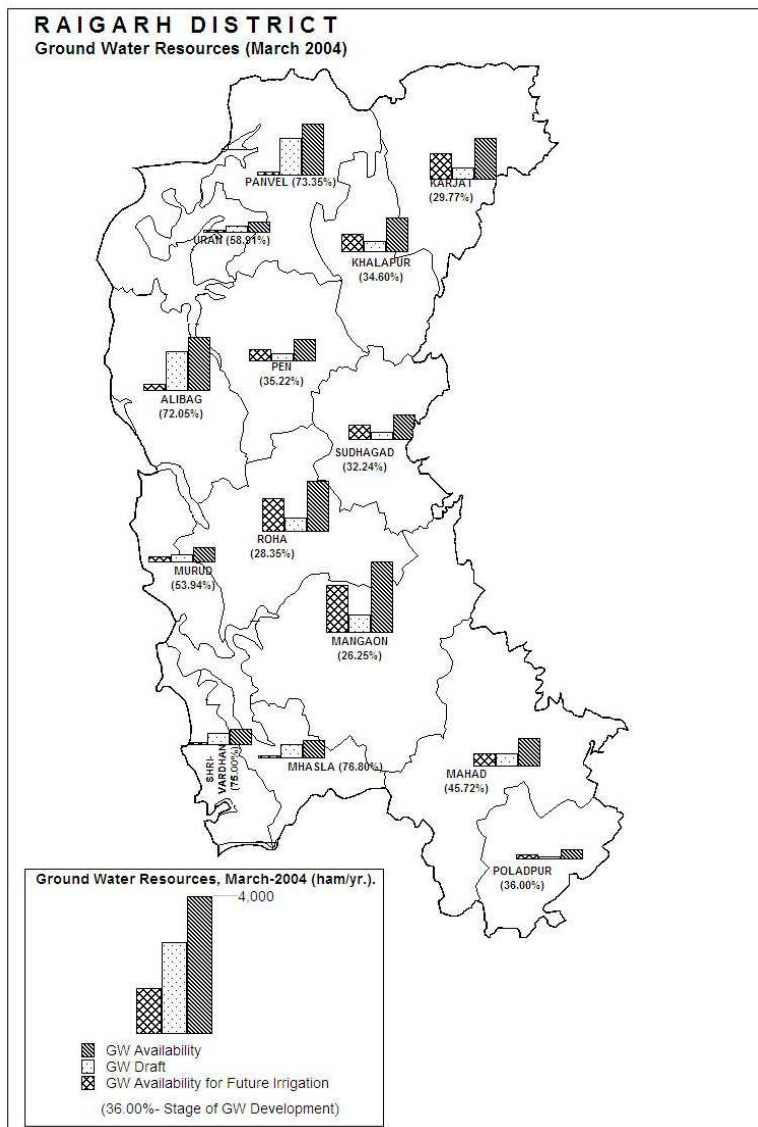 RAIGARH DISTRICT
Ground Water Resources (March 2004)
PANVEL (73.35%)
KARJAT
(29.77%)
URAN (58.91%)
KHALAPUR
(34.60%)
PEN
(35.22%)
ALIBAG
(72.05%)
SUDHAGAD
(32.24%)
ROHA
(28.35%)
MURUD
(53.94%)
MANGAON
(26.25%)
SHRI-
VARDHAN
(75.00%)
MHASLA (76.80%)
MAHAD
(45.72%)
POLADPUR
(36.00%)
Ground Water Resources, March-2004 (ham/yr.).
4,000
GW Availability
GW Draft
GW Availability for Future Irrigation
(36.00%- Stage of GW Development)